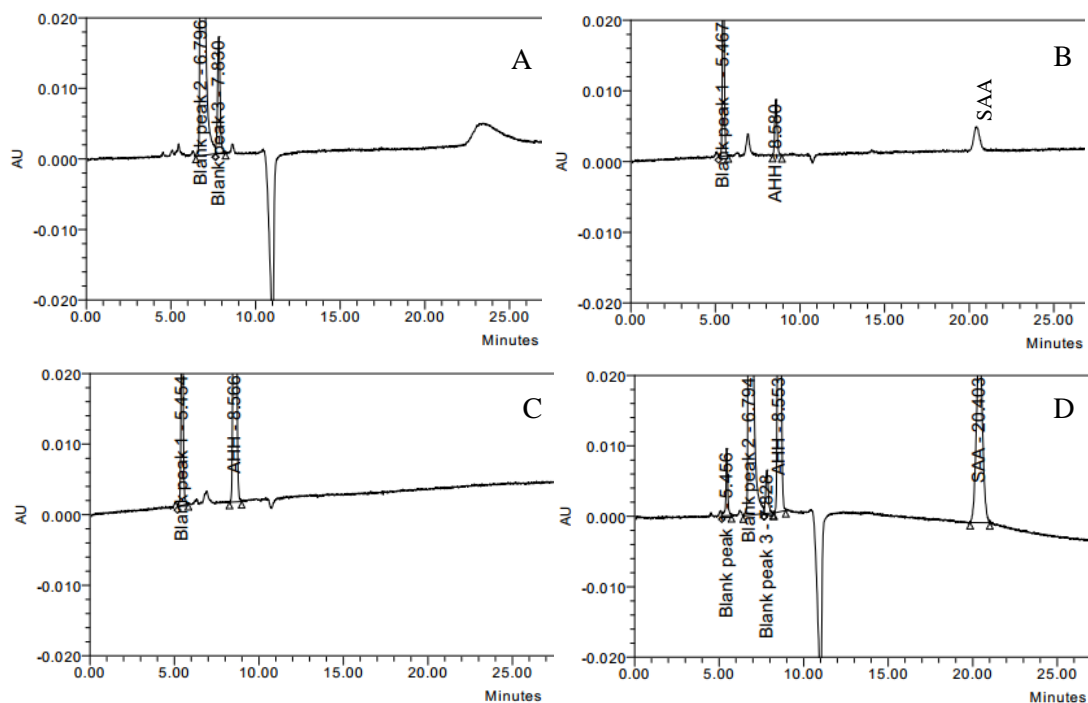 A
0.020
0.010
0.000
-0.010
-0.020
AU
Blank peak 2 - 6.796
Blank peak 3 - 7.830
0.00
5.00
10.00
15.00
20.00
25.00
Minutes
B
0.020
0.010
0.000
-0.010
-0.020
AU
Blank peak 1 - 5.467
AHH - 8.580
SAA
0.00
5.00
10.00
15.00
20.00
25.00
Minutes
C
0.020
0.010
0.000
-0.010
-0.020
AU
Blank peak 1 - 5.454
AHH - 8.566
0.00
5.00
10.00
15.00
20.00
25.00
Minutes
D
0.020
0.010
0.000
-0.010
-0.020
AU
Blank peak - 5.456
Blank peak 2 - 6.794
Blank peak 3 -
AHH - 8.553
SAA - 20.403
0.00
5.00
10.00
15.00
20.00
25.00
Minutes